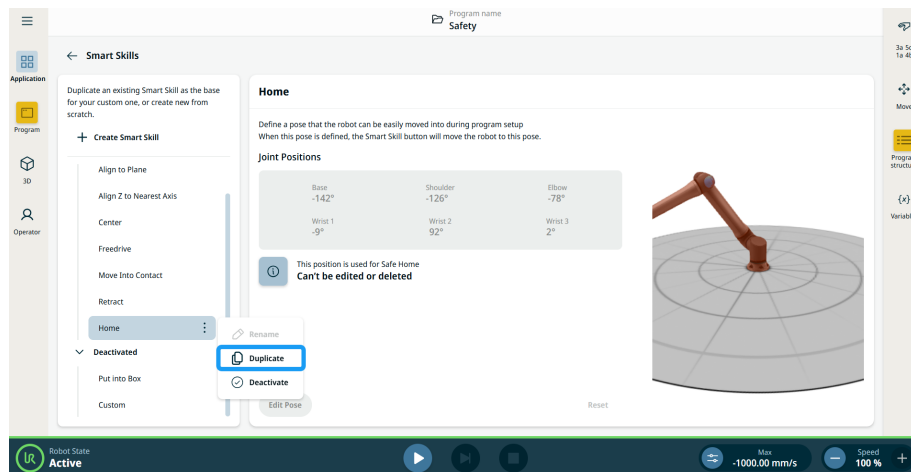 Program name
Safety
Smart Skills
Application
Program
3D
Operator
Duplicate an existing Smart Skill as the base
for your custom one, or create new from
scratch.
Create Smart Skill
Align to Plane
Align Z to Nearest Axis
Center
Freedrive
Move Into Contact
Retract
Home
Deactivated
Put into Box
Custom
Rename
Duplicate
Deactivate
Home
Define a pose that the robot can be easily moved into during program setup
When this pose is defined, the Smart Skill button will move the robot to this pose.
Joint Positions
Base Shoulder Elbow
-142° -126° -78°
Wrist 1 Wrist 2 Wrist 3
-9° 92° 2°
This position is used for Safe Home
Can't be edited or deleted
Edit Pose Reset
3a 5c
1a 4b
Move
Progra
structu
{x}
Variabl
Robot State
Active
Max
-1000.00 mm/s
Speed
100 %